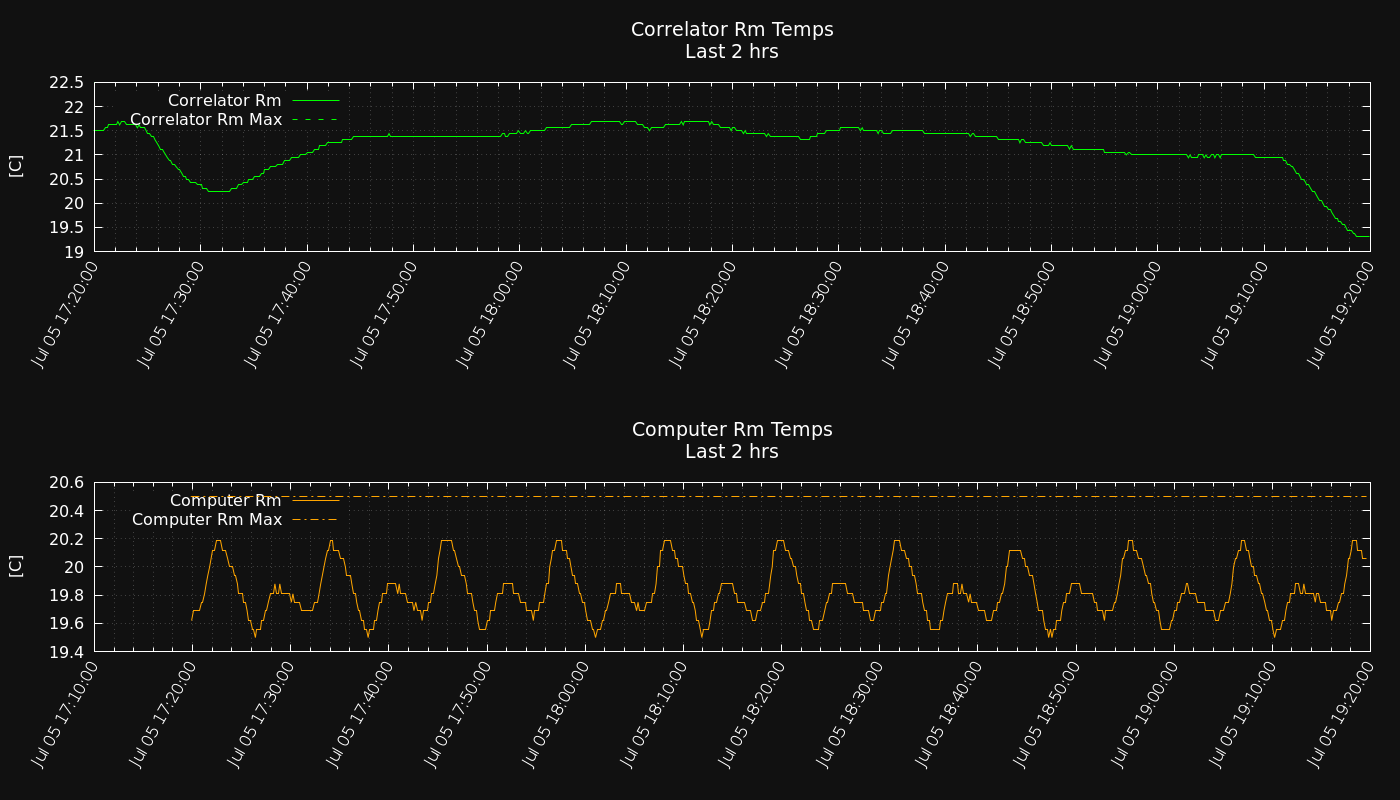 Correlator Rm Temps
Last 2 hrs
22.5
22
21.5
21
20.5
20
19.5
19
[C]
Correlator Rm
Correlator Rm Max
Jul 05 17:20:00
Jul 05 17:30:00
Jul 05 17:40:00
Jul 05 17:50:00
Jul 05 18:00:00
Jul 05 18:10:00
Jul 05 18:20:00
Jul 05 18:30:00
Jul 05 18:40:00
Jul 05 18:50:00
Jul 05 19:00:00
Jul 05 19:10:00
Jul 05 19:20:00
Computer Rm Temps
Last 2 hrs
20.6
20.4
20.2
20
19.8
19.6
19.4
[C]
Computer Rm
Computer Rm Max
Jul 05 17:10:00
Jul 05 17:20:00
Jul 05 17:30:00
Jul 05 17:40:00
Jul 05 17:50:00
Jul 05 18:00:00
Jul 05 18:10:00
Jul 05 18:20:00
Jul 05 18:30:00
Jul 05 18:40:00
Jul 05 18:50:00
Jul 05 19:00:00
Jul 05 19:10:00
Jul 05 19:20:00